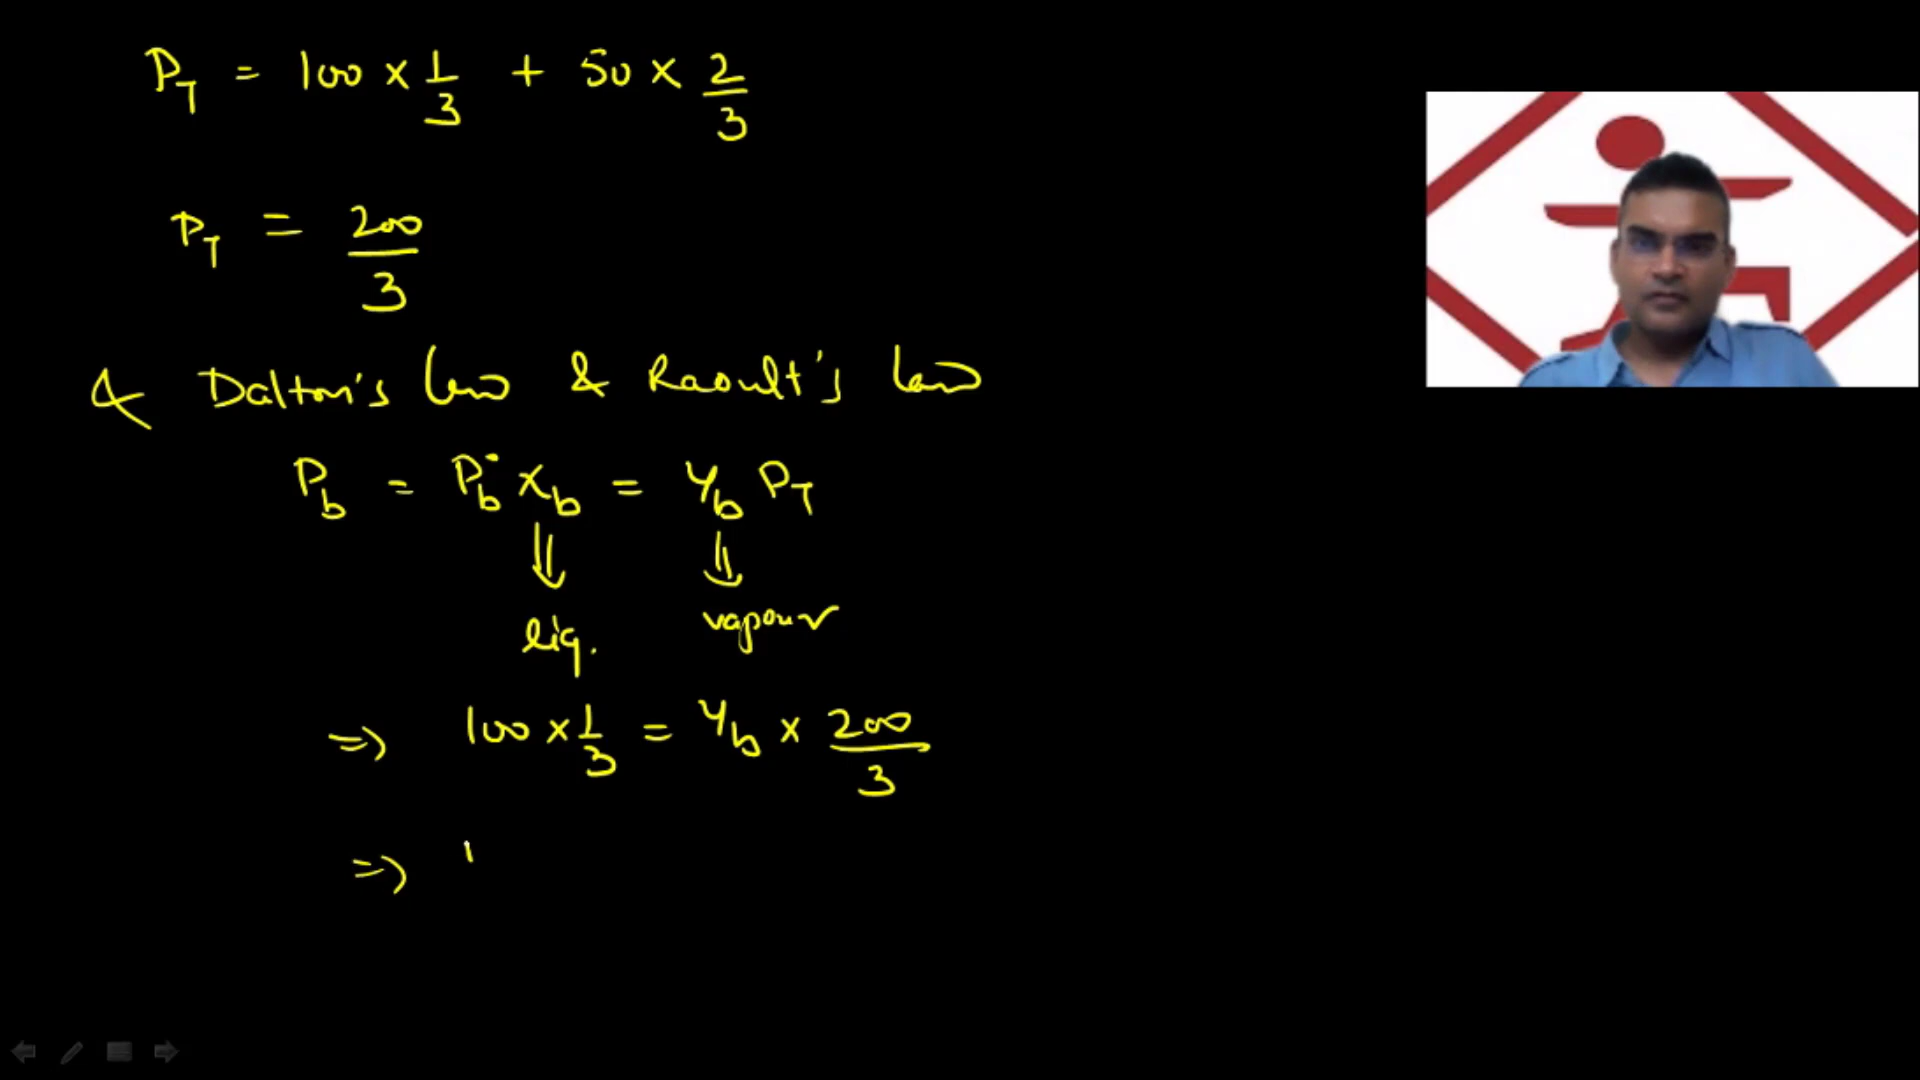 P_T = 100 × 1/3 + 50 × 2/3
P_T = 200/3
& Dalton's law & Raoult's law
P_b = P_b° x_b = y_b P_T
liq. vapour
⇒ 100 × 1/3 = y_b × 200/3
⇒